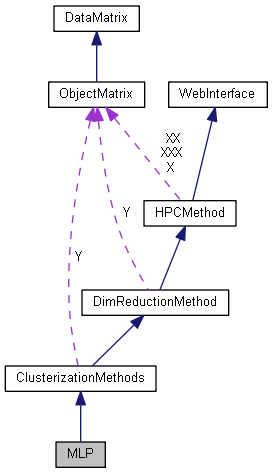 DataMatrix
ObjectMatrix
WebInterface
XX
XXX
X
HPCMethod
Y
Y
DimReductionMethod
ClusterizationMethods
MLP